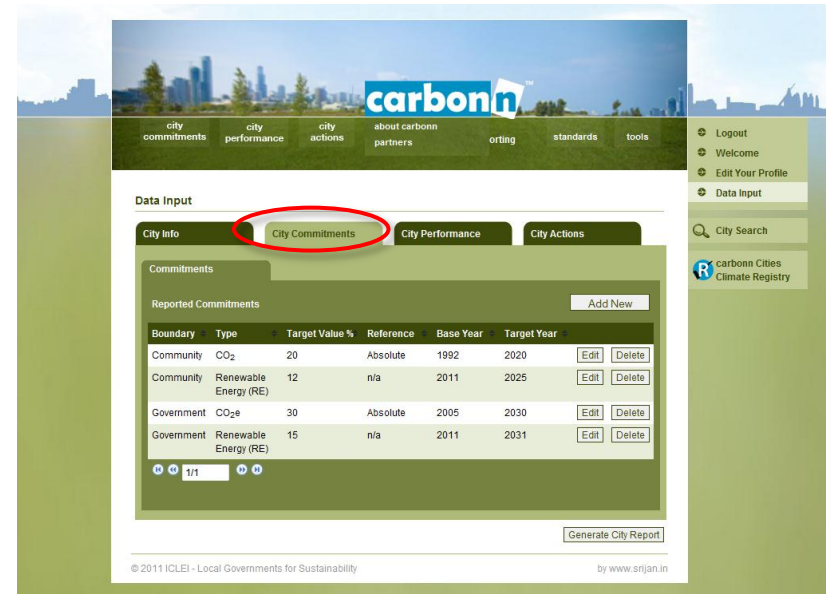 carbonn™
city commitments
city performance
city actions
about carbonn
partners
orting
standards
tools
Logout
Welcome
Edit Your Profile
Data Input
City Search
carbonn Cities
Climate Registry
Data Input
City Info City Commitments City Performance City Actions
Commitments
Reported Commitments Add New
Boundary Type Target Value % Reference Base Year Target Year
Community CO₂ 20 Absolute 1992 2020 Edit Delete
Community Renewable Energy (RE) 12 n/a 2011 2025 Edit Delete
Government CO₂e 30 Absolute 2005 2030 Edit Delete
Government Renewable Energy (RE) 15 n/a 2011 2031 Edit Delete
1/1
Generate City Report
© 2011 ICLEI - Local Governments for Sustainability by www.srijan.in